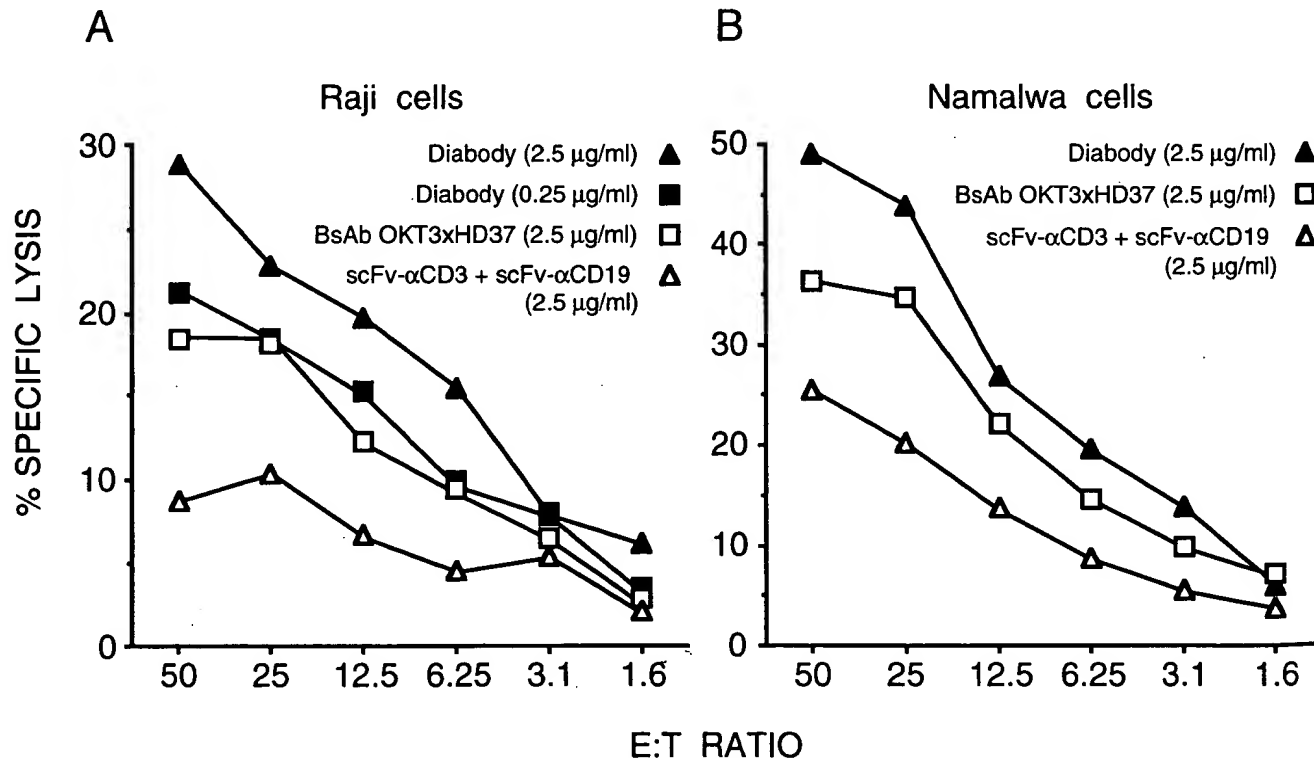 A
Raji cells
30
20
10
0
% SPECIFIC LYSIS
Diabody (2.5 μg/ml)
Diabody (0.25 μg/ml)
BsAb OKT3xHD37 (2.5 μg/ml)
scFv-αCD3 + scFv-αCD19
(2.5 μg/ml)
50 25 12.5 6.25 3.1 1.6
B
Namalwa cells
50
40
30
20
10
0
Diabody (2.5 μg/ml)
BsAb OKT3xHD37 (2.5 μg/ml)
scFv-αCD3 + scFv-αCD19
(2.5 μg/ml)
50 25 12.5 6.25 3.1 1.6
E:T RATIO